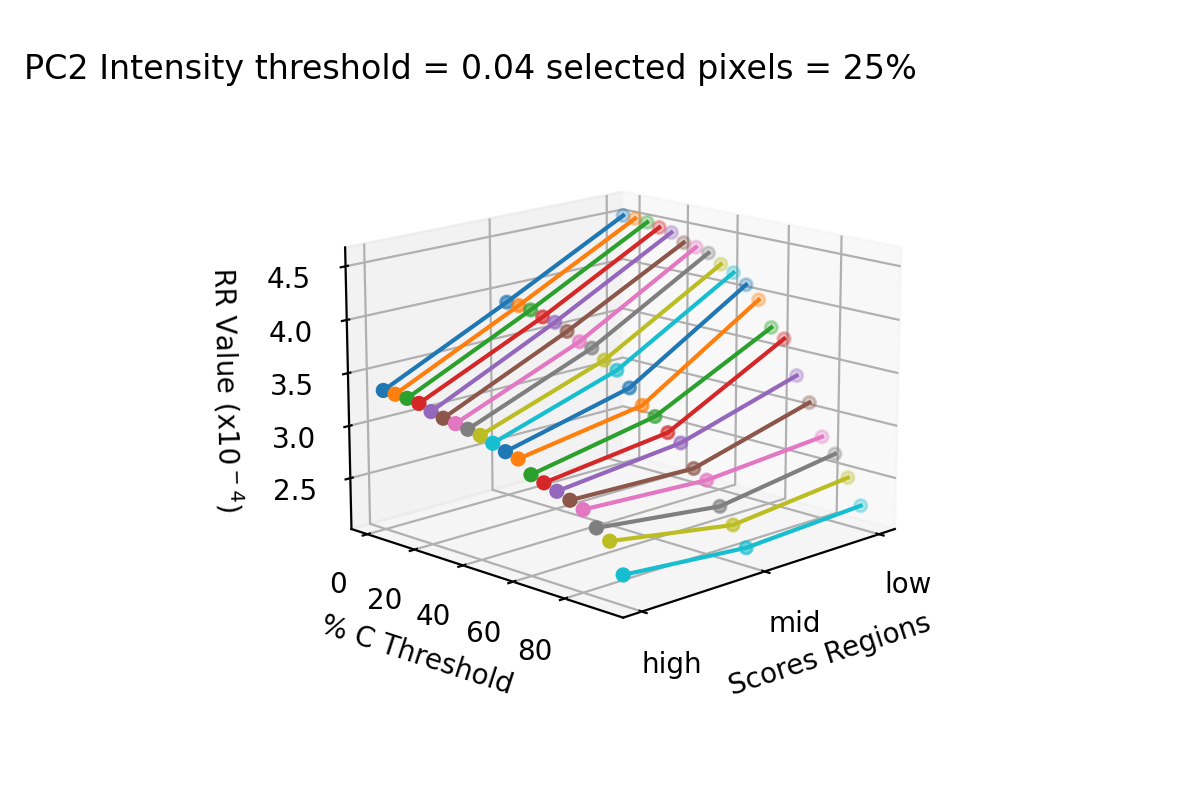 PC2 Intensity threshold = 0.04 selected pixels = 25%
RR Value (x10⁻⁴)
4.5
4.0
3.5
3.0
2.5
0
20
40
60
80
% C Threshold
high
mid
low
Scores Regions